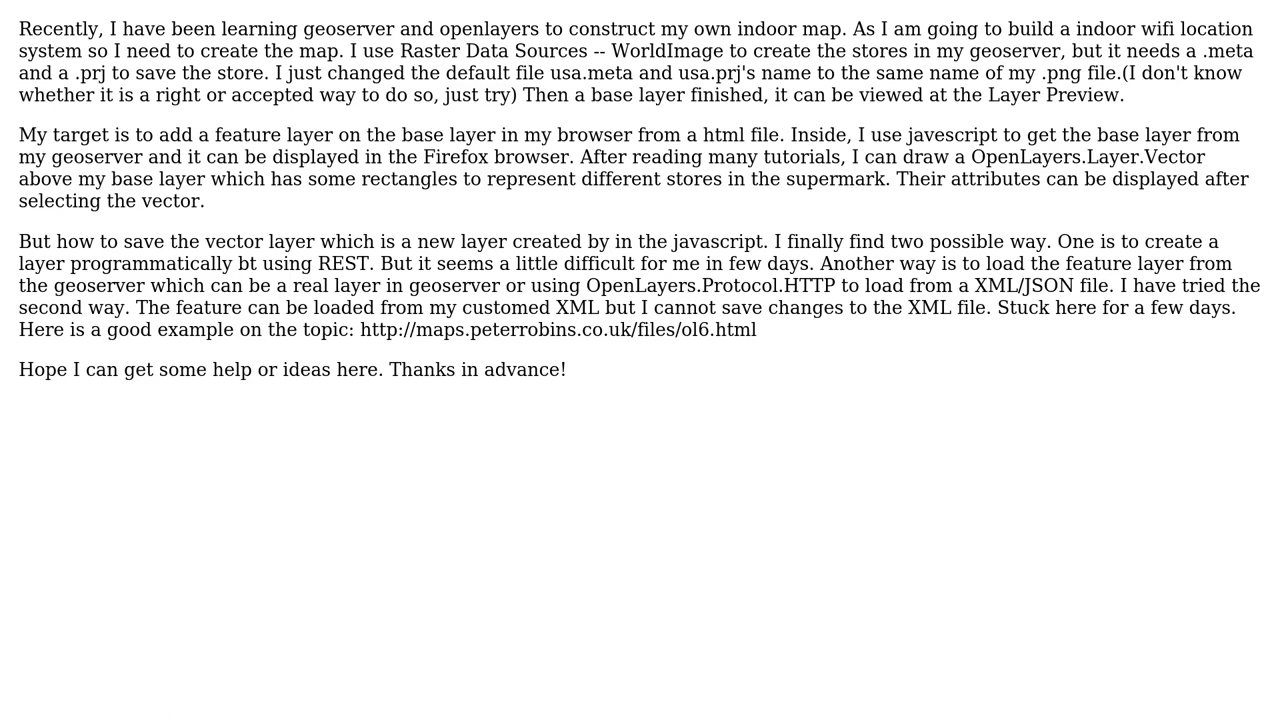 Recently, I have been learning geoserver and openlayers to construct my own indoor map. As I am going to build a indoor wifi location
system so I need to create the map. I use Raster Data Sources -- WorldImage to create the stores in my geoserver, but it needs a .meta
and a .prj to save the store. I just changed the default file usa.meta and usa.prj's name to the same name of my .png file.(I don't know
whether it is a right or accepted way to do so, just try) Then a base layer finished, it can be viewed at the Layer Preview.
My target is to add a feature layer on the base layer in my browser from a html file. Inside, I use javescript to get the base layer from
my geoserver and it can be displayed in the Firefox browser. After reading many tutorials, I can draw a OpenLayers.Layer.Vector
above my base layer which has some rectangles to represent different stores in the supermark. Their attributes can be displayed after
selecting the vector.
But how to save the vector layer which is a new layer created by in the javascript. I finally find two possible way. One is to create a
layer programmatically bt using REST. But it seems a little difficult for me in few days. Another way is to load the feature layer from
the geoserver which can be a real layer in geoserver or using OpenLayers.Protocol.HTTP to load from a XML/JSON file. I have tried the
second way. The feature can be loaded from my customed XML but I cannot save changes to the XML file. Stuck here for a few days.
Here is a good example on the topic: http://maps.peterrobins.co.uk/files/ol6.html
Hope I can get some help or ideas here. Thanks in advance!